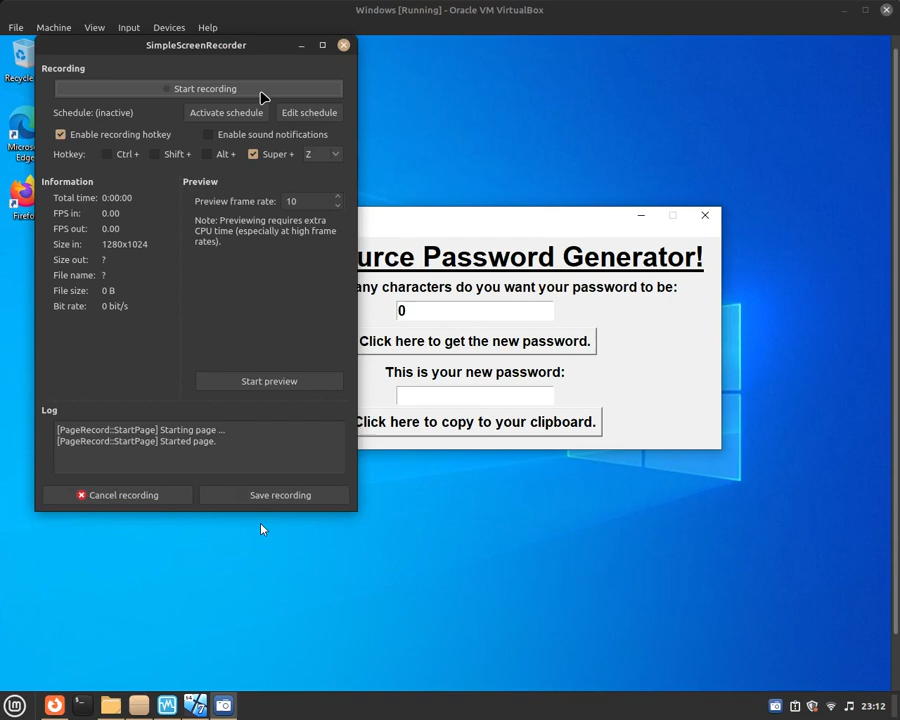 Windows [Running] - Oracle VM VirtualBox
File Machine View Input Devices Help
SimpleScreenRecorder
Recording
Start recording
Schedule: (inactive) Activate schedule Edit schedule
Enable recording hotkey Enable sound notifications
Hotkey: Ctrl + Shift + Alt + Super + Z
Information
Total time: 0:00:00
FPS in: 0.00
FPS out: 0.00
Size in: 1280x1024
Size out: ?
File name: ?
File size: 0 B
Bit rate: 0 bit/s
Preview
Preview frame rate: 10
Note: Previewing requires extra
CPU time (especially at high frame
rates).
Start preview
Log
[PageRecord::StartPage] Starting page ...
[PageRecord::StartPage] Started page.
Cancel recording Save recording
Recycle
Micros
Edge
Firefo
urce Password Generator!
any characters do you want your password to be:
0
Click here to get the new password.
This is your new password:
Click here to copy to your clipboard.
23:12